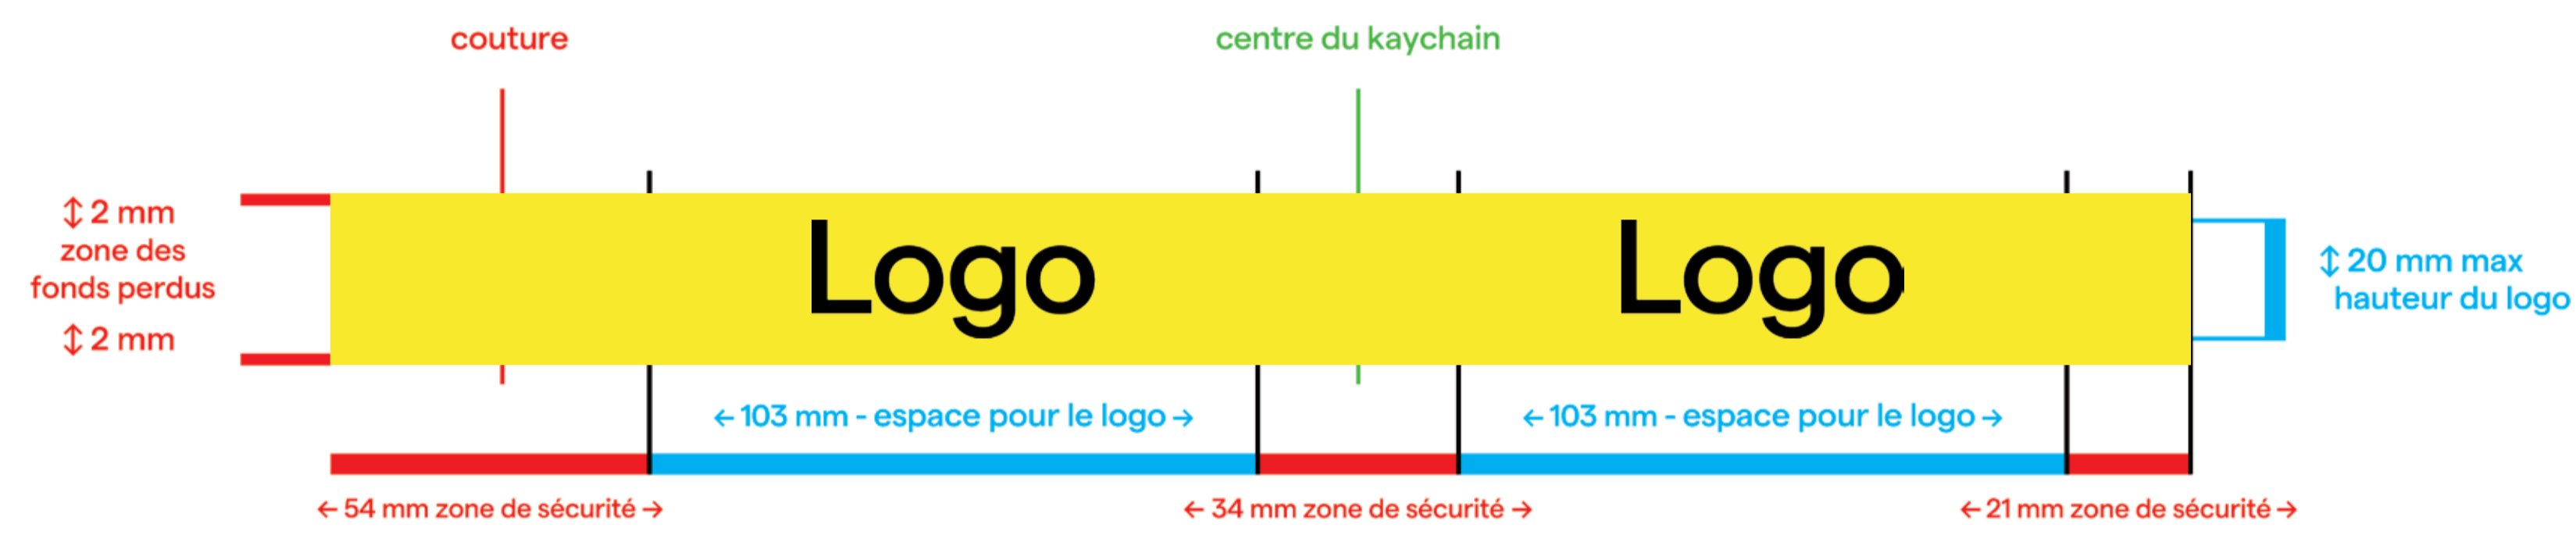 couture
centre du kaychain
↕ 2 mm
zone des
fonds perdus
↕ 2 mm
Logo
Logo
↕ 20 mm max
hauteur du logo
← 103 mm - espace pour le logo →
← 103 mm - espace pour le logo →
← 54 mm zone de sécurité →
← 34 mm zone de sécurité →
← 21 mm zone de sécurité →